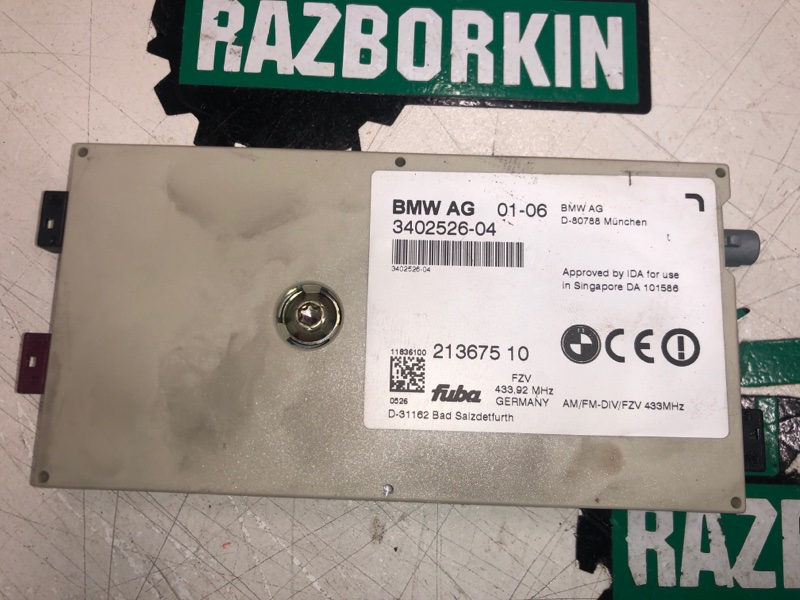 RAZBORKIN
BMW AG 01-06
3402526-04
3402526-04
BMW AG
D-80788 München
Approved by IDA for use
in Singapore DA 101586
11836100
213675 10
0526
fuba
FZV
433,92 MHz
GERMANY
AM/FM-DIV/FZV 433MHz
D-31162 Bad Salzdetfurth
CE
RAZ